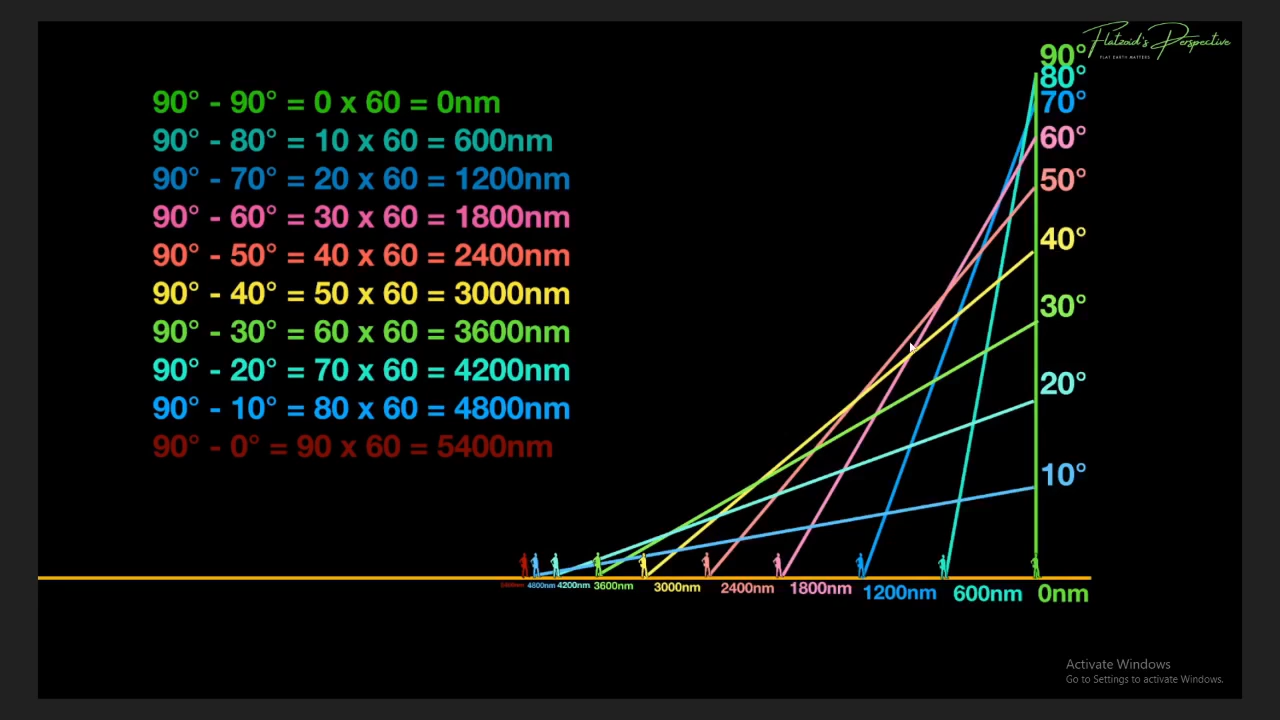 Flatzoid's Perspective
FLAT EARTH MATTERS
90°
80°
70°
60°
50°
40°
30°
20°
10°
90° - 90° = 0 x 60 = 0nm
90° - 80° = 10 x 60 = 600nm
90° - 70° = 20 x 60 = 1200nm
90° - 60° = 30 x 60 = 1800nm
90° - 50° = 40 x 60 = 2400nm
90° - 40° = 50 x 60 = 3000nm
90° - 30° = 60 x 60 = 3600nm
90° - 20° = 70 x 60 = 4200nm
90° - 10° = 80 x 60 = 4800nm
90° - 0° = 90 x 60 = 5400nm
4800nm 4200nm 3600nm 3000nm 2400nm 1800nm 1200nm 600nm 0nm
Activate Windows
Go to Settings to activate Windows.